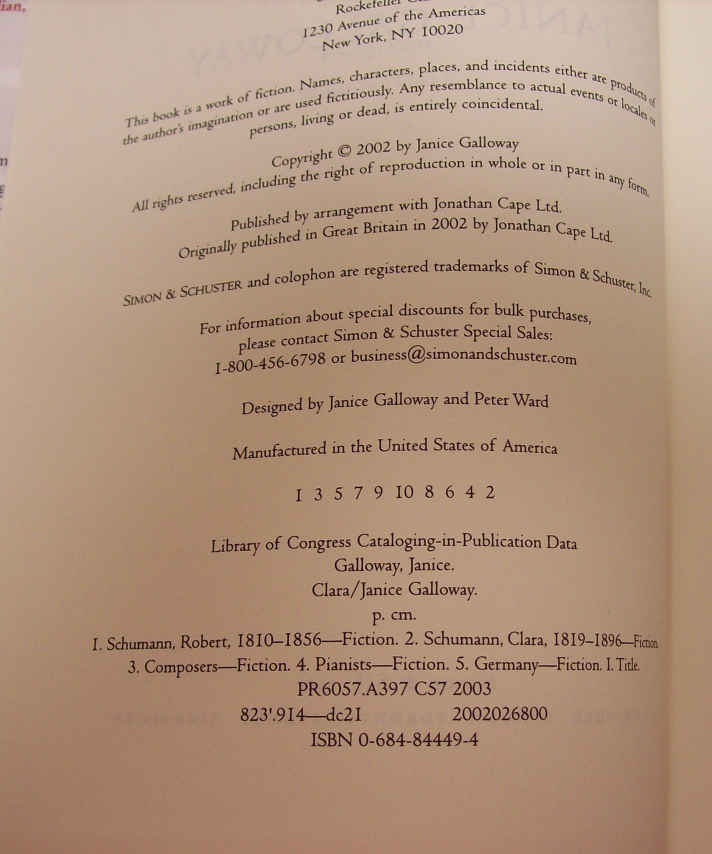 Rockefeller
1230 Avenue of the Americas
New York, NY 10020
This book is a work of fiction. Names, characters, places, and incidents either are products of
the author's imagination or are used fictitiously. Any resemblance to actual events or locales or
persons, living or dead, is entirely coincidental.
Copyright © 2002 by Janice Galloway
All rights reserved, including the right of reproduction in whole or in part in any form.
Published by arrangement with Jonathan Cape Ltd.
Originally published in Great Britain in 2002 by Jonathan Cape Ltd.
SIMON & SCHUSTER and colophon are registered trademarks of Simon & Schuster, Inc.
For information about special discounts for bulk purchases,
please contact Simon & Schuster Special Sales:
1-800-456-6798 or business@simonandschuster.com
Designed by Janice Galloway and Peter Ward
Manufactured in the United States of America
1 3 5 7 9 10 8 6 4 2
Library of Congress Cataloging-in-Publication Data
Galloway, Janice.
Clara/Janice Galloway.
p. cm.
1. Schumann, Robert, 1810–1856—Fiction. 2. Schumann, Clara, 1819–1896—Fiction
3. Composers—Fiction. 4. Pianists—Fiction. 5. Germany—Fiction. I. Title.
PR6057.A397 C57 2003
823'.914—dc21 2002026800
ISBN 0-684-84449-4